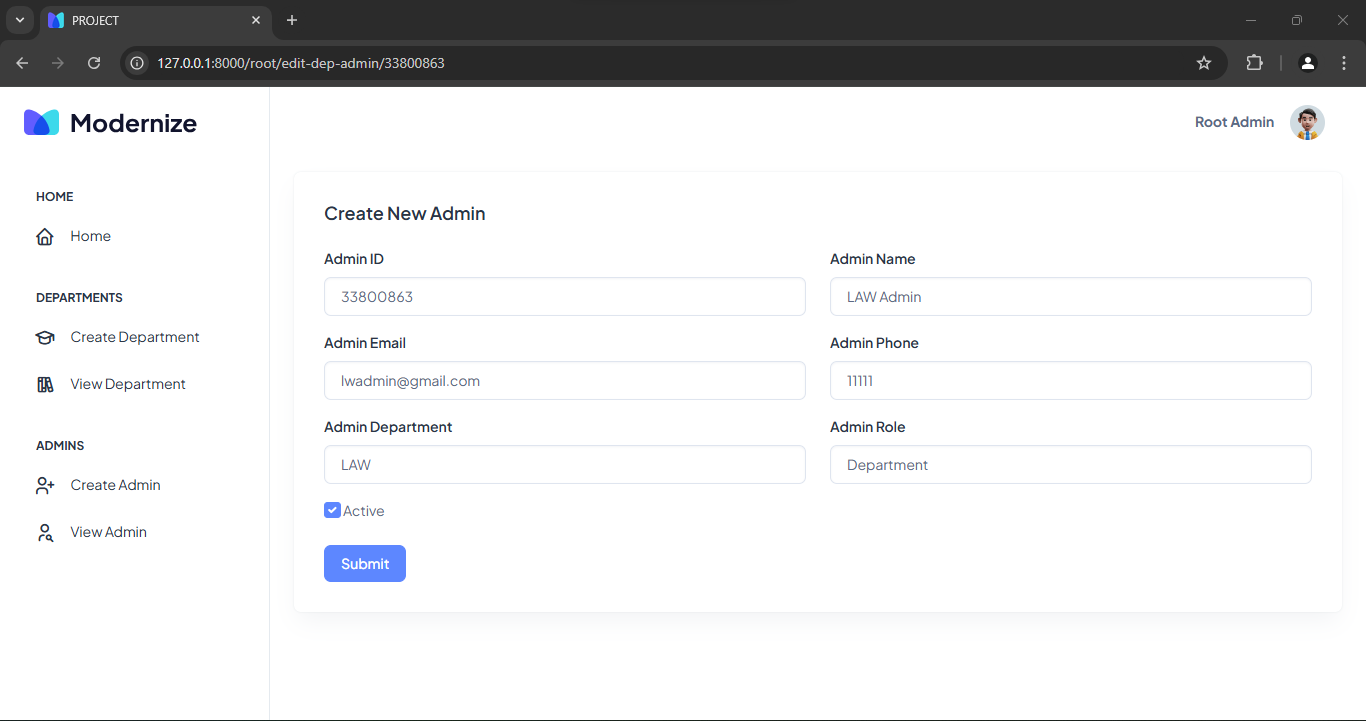 PROJECT
127.0.0.1:8000/root/edit-dep-admin/33800863
Modernize
Root Admin
HOME
Home
DEPARTMENTS
Create Department
View Department
ADMINS
Create Admin
View Admin
Create New Admin
Admin ID
Admin Name
33800863
LAW Admin
Admin Email
Admin Phone
lwadmin@gmail.com
11111
Admin Department
Admin Role
LAW
Department
Active
Submit